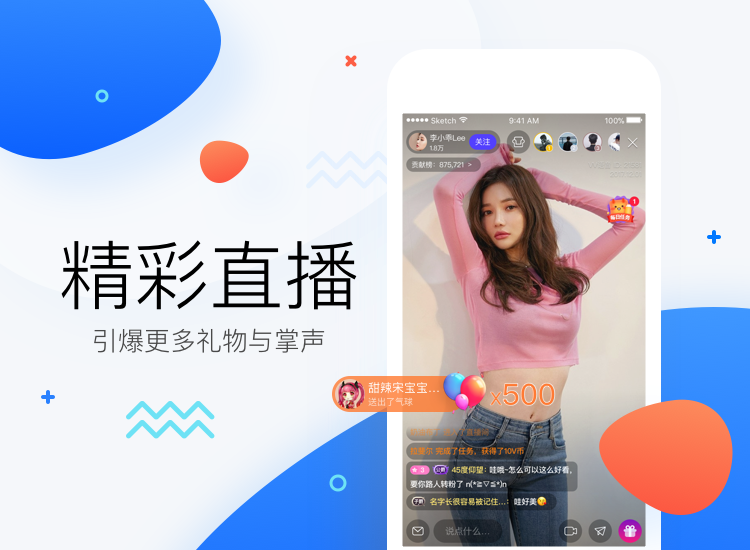 精彩直播
引爆更多礼物与掌声
Sketch
9:41 AM
100%
李小乖Lee
1.8万
关注
贡献榜：875,721 >
1
甜辣宋宝宝...
送出了气球
x500
完成了任务，获得了10V币
3
45度仰望：哇哦~怎么可以这么好看，
要你路人转粉了 n(*≧▽≦*)n
名字长很容易被记住...：哇好美
说点什么...